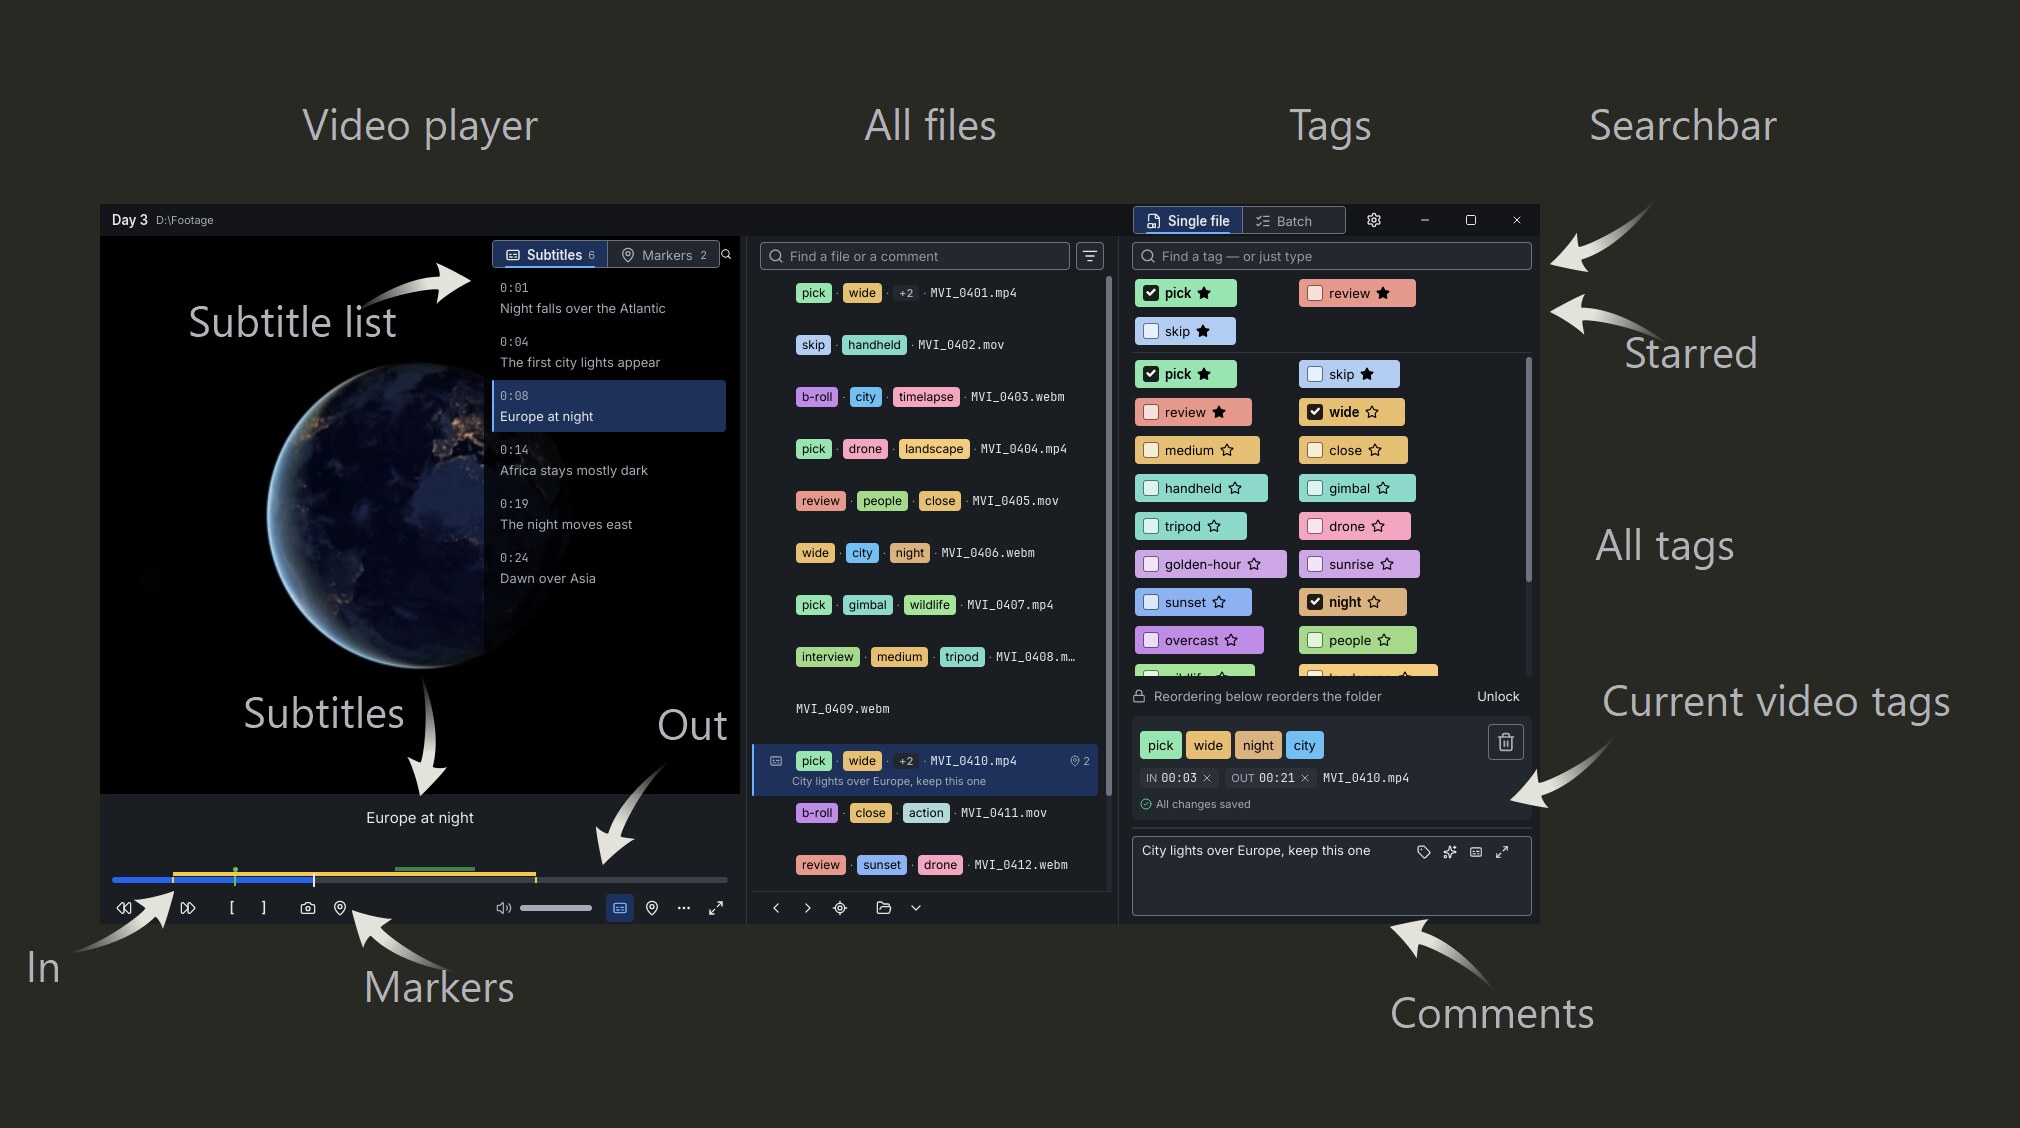 Video player
All files
Tags
Searchbar
Day 3 D:\Footage
Single file
Batch
Subtitles 6
Markers 2
Subtitle list
0:01
Night falls over the Atlantic
0:04
The first city lights appear
0:08
Europe at night
0:14
Africa stays mostly dark
0:19
The night moves east
0:24
Dawn over Asia
Subtitles
Out
Europe at night
In
Markers
Find a file or a comment
pick · wide · +2 · MVI_0401.mp4
skip · handheld · MVI_0402.mov
b-roll · city · timelapse · MVI_0403.webm
pick · drone · landscape · MVI_0404.mp4
review · people · close · MVI_0405.mov
wide · city · night · MVI_0406.webm
pick · gimbal · wildlife · MVI_0407.mp4
interview · medium · tripod · MVI_0408.m…
MVI_0409.webm
pick · wide · +2 · MVI_0410.mp4 2
City lights over Europe, keep this one
b-roll · close · action · MVI_0411.mov
review · sunset · drone · MVI_0412.webm
Find a tag — or just type
pick review
skip
Starred
pick skip
review wide
medium close
handheld gimbal
tripod drone
golden-hour sunrise
sunset night
overcast people
All tags
Reordering below reorders the folder Unlock
Current video tags
pick wide night city
IN 00:03 × OUT 00:21 × MVI_0410.mp4
All changes saved
City lights over Europe, keep this one
Comments